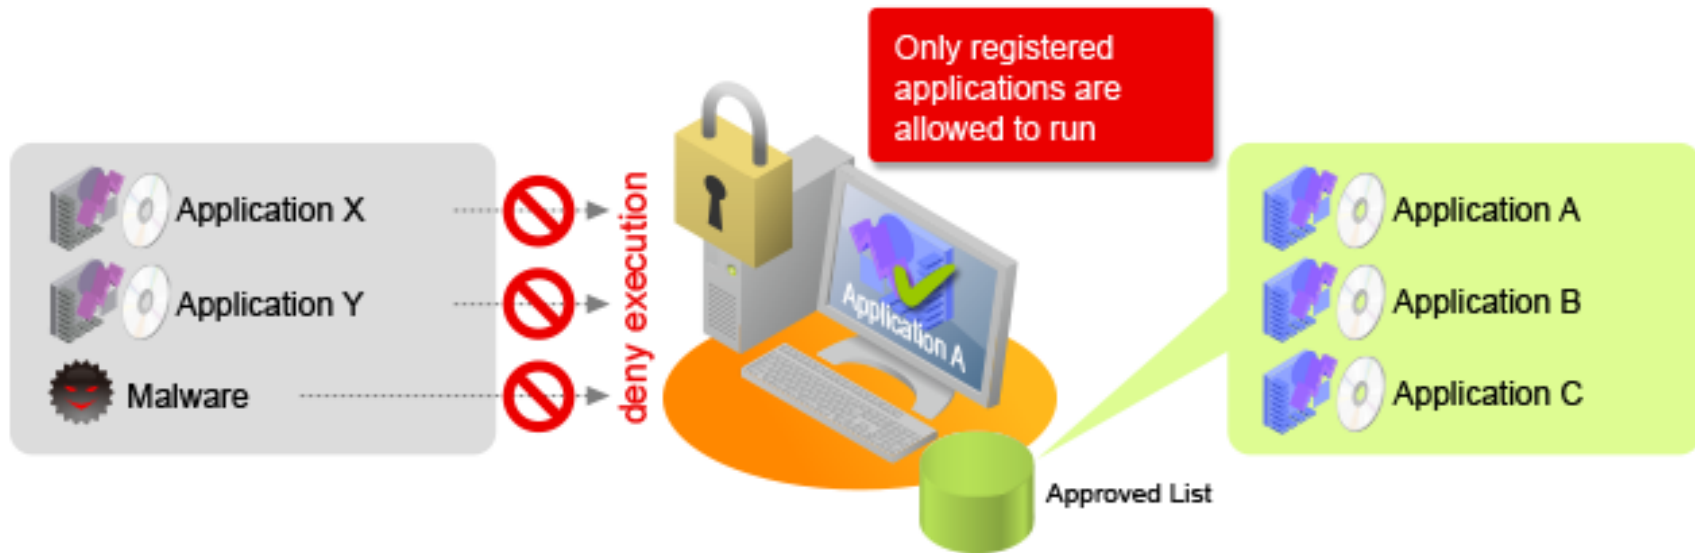 Only registered
applications are
allowed to run
Application X
Application Y
Malware
deny execution
Application A
Application A
Application B
Application C
Approved List